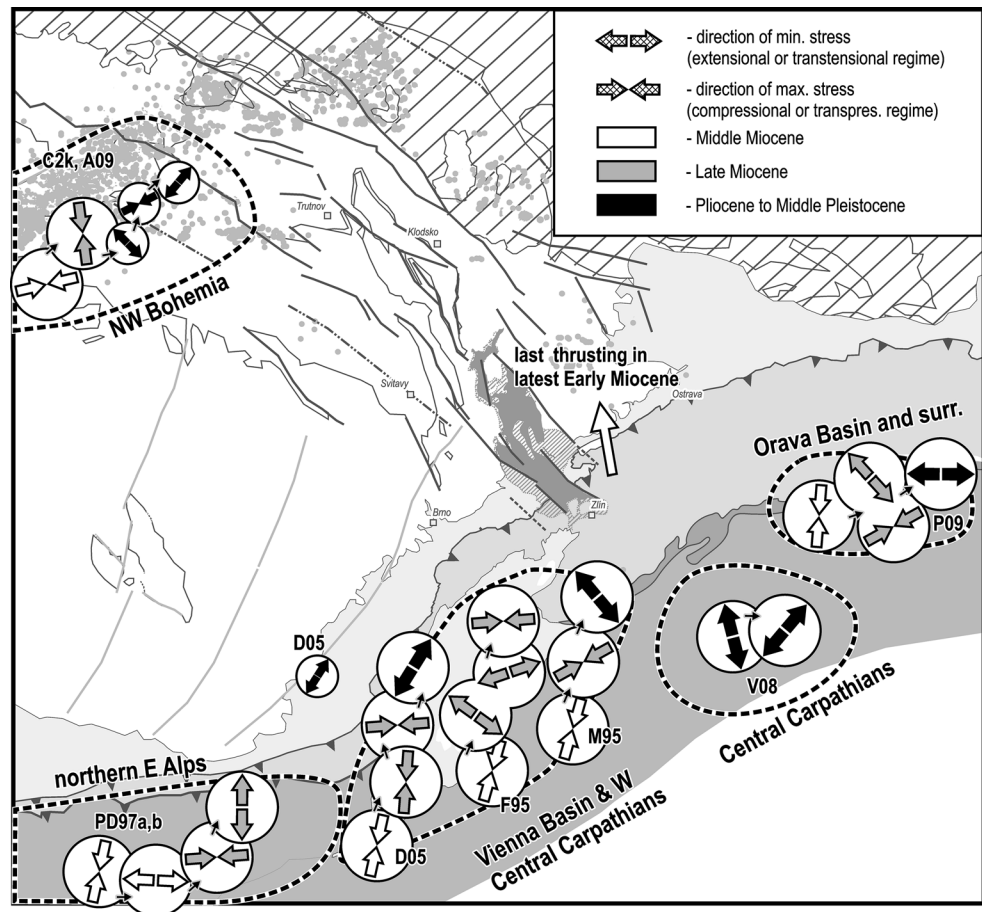 - direction of min. stress
(extensional or transtensional regime)
- direction of max. stress
(compressional or transpres. regime)
- Middle Miocene
- Late Miocene
- Pliocene to Middle Pleistocene
C2k, A09
NW Bohemia
Trutnov
Klodsko
Svitavy
last thrusting in
latest Early Miocene
Ostrava
Orava Basin and surr.
P09
Brno
Zlín
D05
V08
Central Carpathians
M95
F95
D05
Vienna Basin & W
Central Carpathians
northern E Alps
PD97a,b